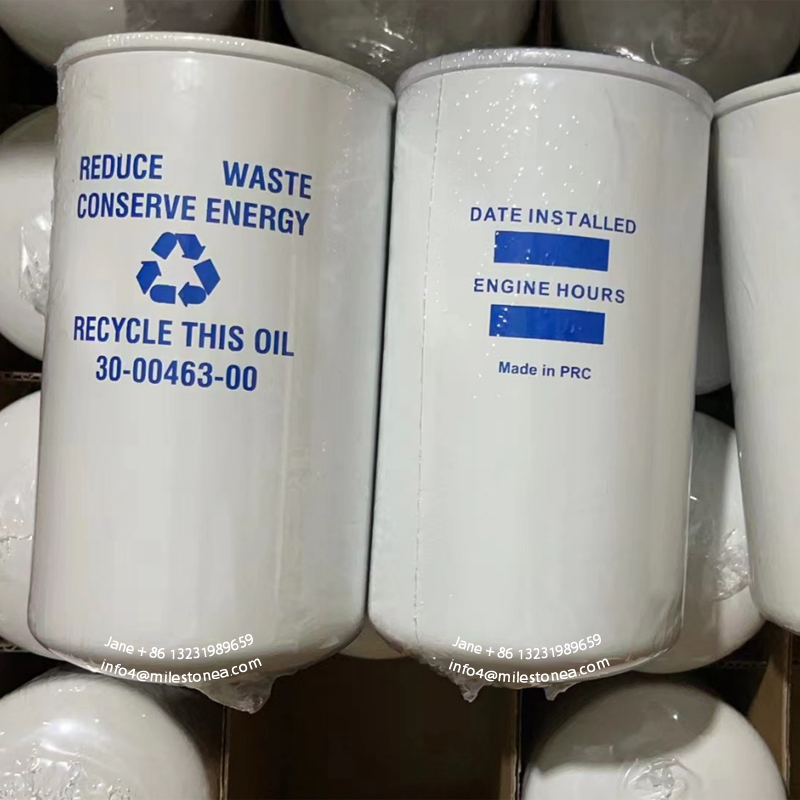 REDUCE WASTE
CONSERVE ENERGY
RECYCLE THIS OIL
30-00463-00
Jane + 86 13231989659
info4@milestonea.com
DATE INSTALLED
ENGINE HOURS
Made in PRC
Jane + 86 13231989659
info4@milestonea.com